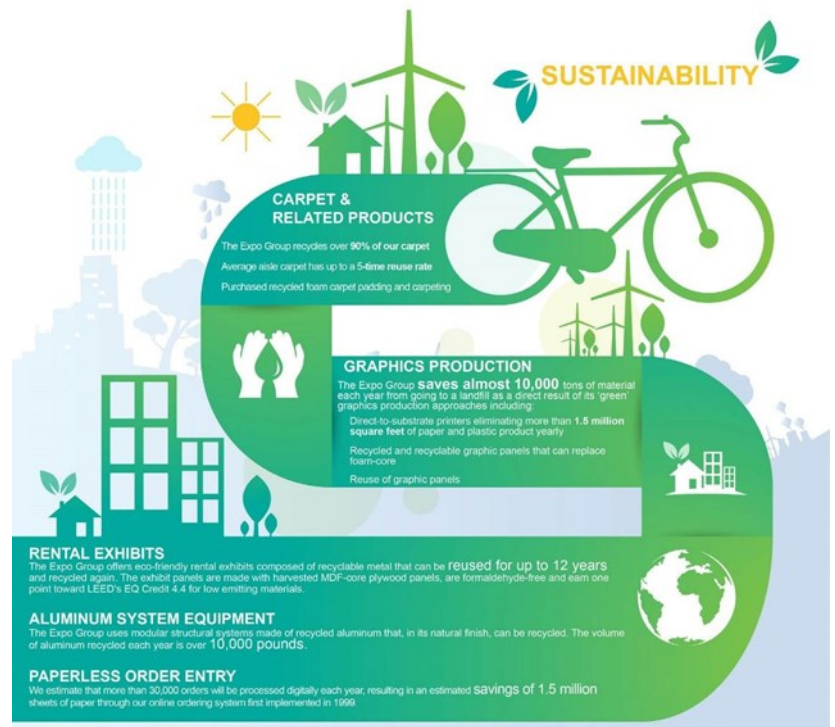 SUSTAINABILITY
CARPET &
RELATED PRODUCTS
The Expo Group recycles over 90% of our carpet
Average aisle carpet has up to a 5-time reuse rate
Purchased recycled foam carpet padding and carpeting
GRAPHICS PRODUCTION
The Expo Group saves almost 10,000 tons of material
each year from going to a landfill as a direct result of its 'green'
graphics production approaches including:
Direct-to-substrate printers eliminating more than 1.5 million
square feet of paper and plastic product yearly
Recycled and recyclable graphic panels that can replace
foam-core
Reuse of graphic panels
RENTAL EXHIBITS
The Expo Group offers eco-friendly rental exhibits composed of recyclable metal that can be reused for up to 12 years
and recycled again. The exhibit panels are made with harvested MDF-core plywood panels, are formaldehyde-free and earn one
point toward LEED's EQ Credit 4.4 for low emitting materials.
ALUMINUM SYSTEM EQUIPMENT
The Expo Group uses modular structural systems made of recycled aluminum that, in its natural finish, can be recycled. The volume
of aluminum recycled each year is over 10,000 pounds.
PAPERLESS ORDER ENTRY
We estimate that more than 30,000 orders will be processed digitally each year, resulting in an estimated savings of 1.5 million
sheets of paper through our online ordering system first implemented in 1999.